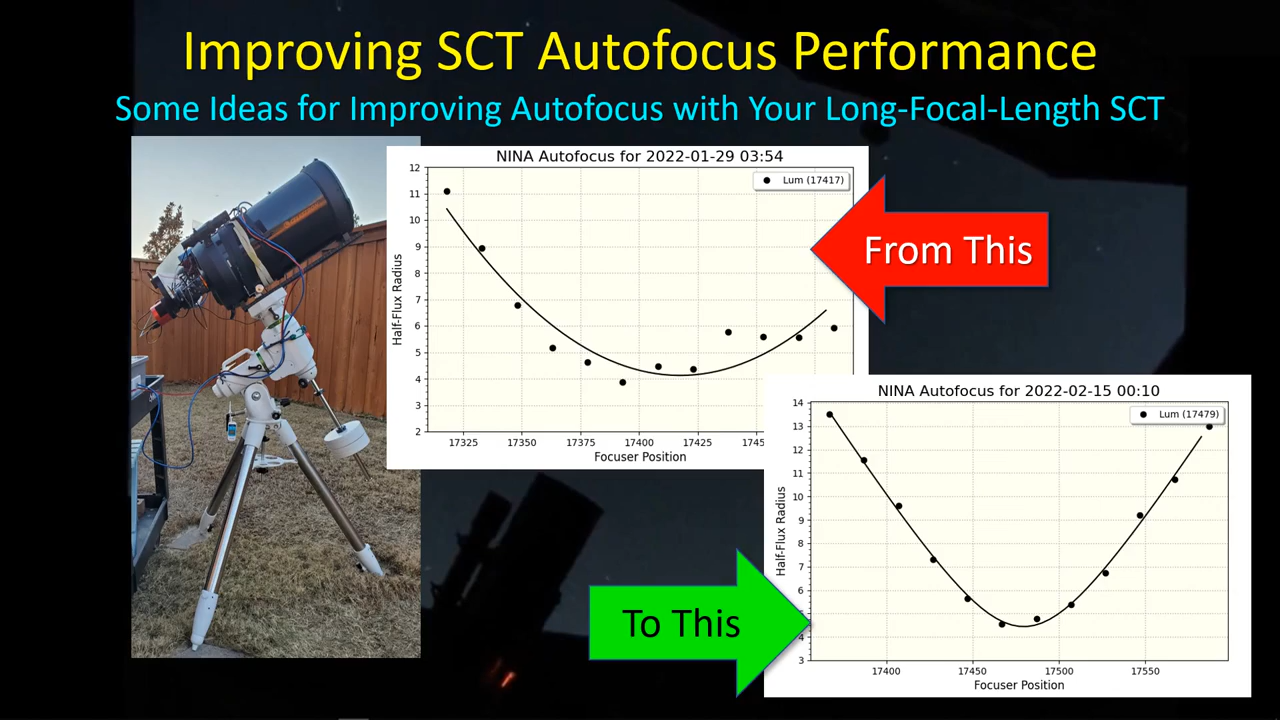 Improving SCT Autofocus Performance
Some Ideas for Improving Autofocus with Your Long-Focal-Length SCT
NINA Autofocus for 2022-01-29 03:54
Lum (17417)
12
11
10
9
8
7
6
5
4
3
2
Half-Flux Radius
17325
17350
17375
17400
17425
1745
Focuser Position
From This
NINA Autofocus for 2022-02-15 00:10
Lum (17479)
14
13
12
11
10
9
8
7
6
4
3
Half-Flux Radius
17400
17450
17500
17550
Focuser Position
To This